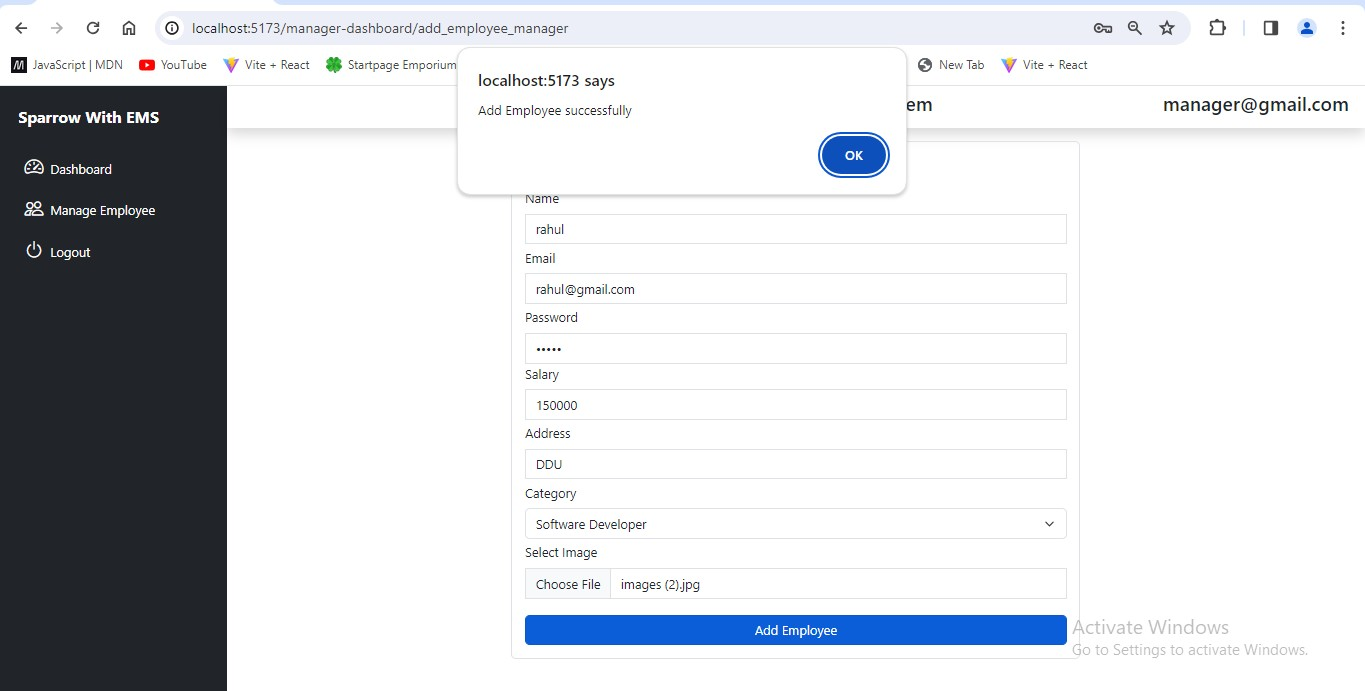 localhost:5173/manager-dashboard/add_employee_manager
M JavaScript | MDN YouTube Vite + React Startpage Emporium New Tab Vite + React
localhost:5173 says
Add Employee successfully
OK
Sparrow With EMS
em
manager@gmail.com
Dashboard
Manage Employee
Logout
Name
rahul
Email
rahul@gmail.com
Password
•••••
Salary
150000
Address
DDU
Category
Software Developer
Select Image
Choose File images (2).jpg
Add Employee
Activate Windows
Go to Settings to activate Windows.